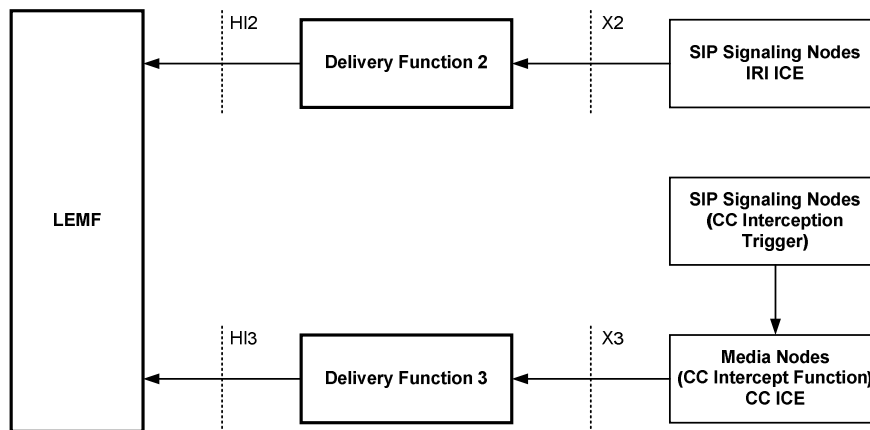 HI2
X2
Delivery Function 2
SIP Signaling Nodes
IRI ICE
LEMF
SIP Signaling Nodes
(CC Interception
Trigger)
HI3
X3
Delivery Function 3
Media Nodes
(CC Intercept Function)
CC ICE